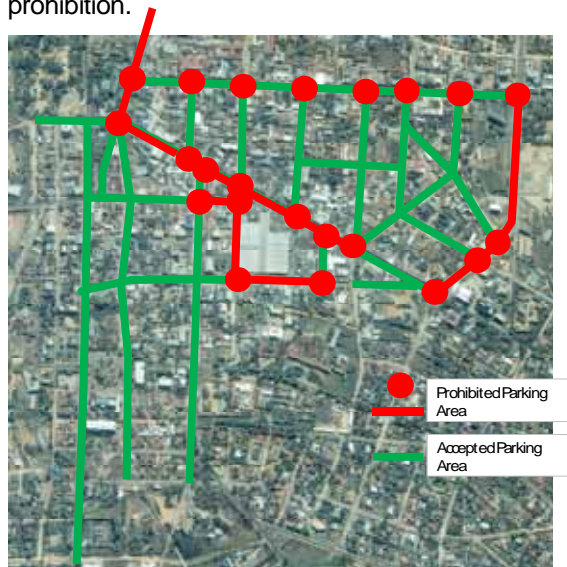 prohibition.
Prohibited Parking
Area
Accepted Parking
Area